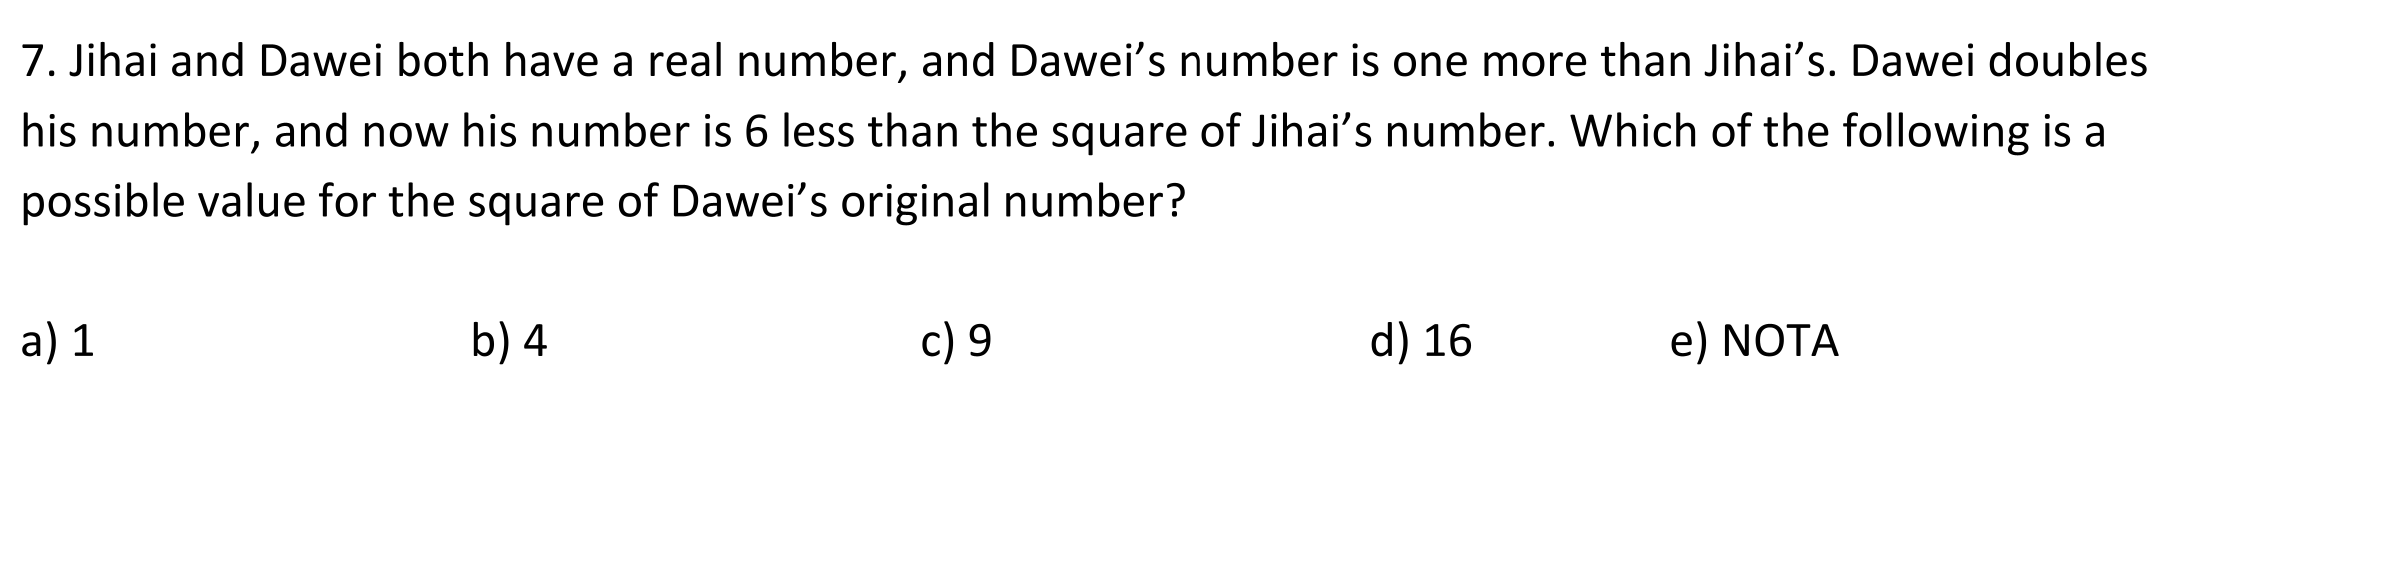 7. Jihai and Dawei both have a real number, and Dawei’s number is one more than Jihai’s. Dawei doubles
his number, and now his number is 6 less than the square of Jihai’s number. Which of the following is a
possible value for the square of Dawei’s original number?
a) 1 b) 4 c) 9 d) 16 e) NOTA